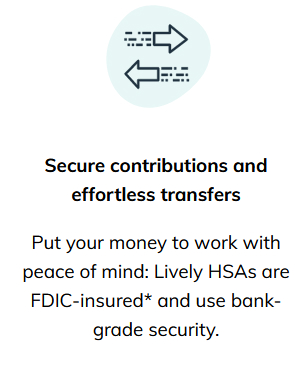 Secure contributions and
effortless transfers
Put your money to work with
peace of mind: Lively HSAs are
FDIC-insured* and use bank-
grade security.